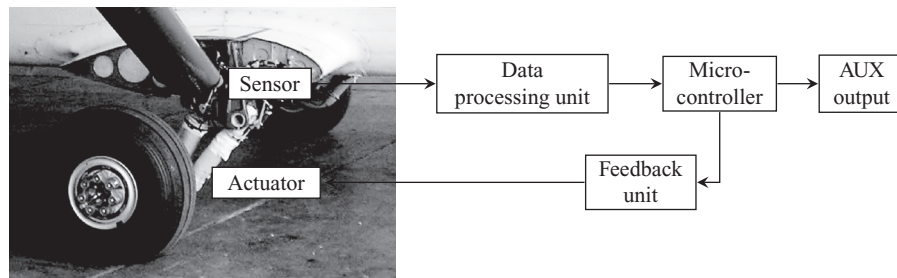 Sensor
Data
processing unit
Micro-
controller
AUX
output
Actuator
Feedback
unit